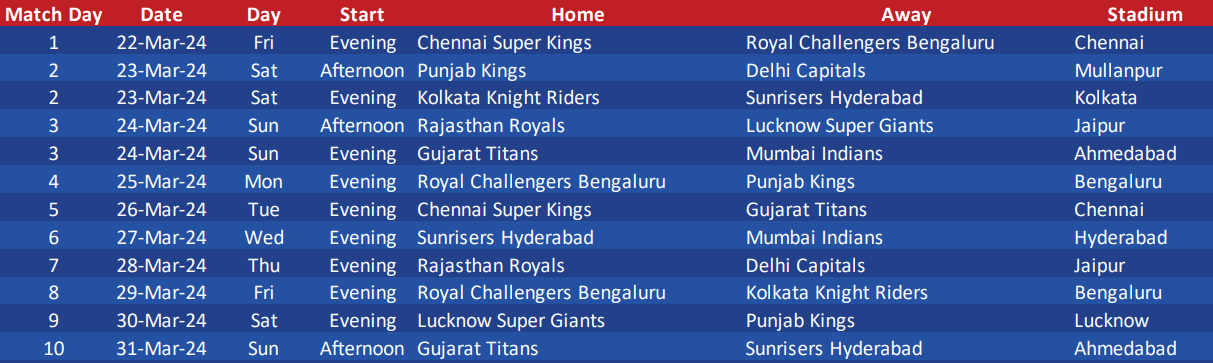 Match Day Date Day Start Home Away Stadium
1 22-Mar-24 Fri Evening Chennai Super Kings Royal Challengers Bengaluru Chennai
2 23-Mar-24 Sat Afternoon Punjab Kings Delhi Capitals Mullanpur
2 23-Mar-24 Sat Evening Kolkata Knight Riders Sunrisers Hyderabad Kolkata
3 24-Mar-24 Sun Afternoon Rajasthan Royals Lucknow Super Giants Jaipur
3 24-Mar-24 Sun Evening Gujarat Titans Mumbai Indians Ahmedabad
4 25-Mar-24 Mon Evening Royal Challengers Bengaluru Punjab Kings Bengaluru
5 26-Mar-24 Tue Evening Chennai Super Kings Gujarat Titans Chennai
6 27-Mar-24 Wed Evening Sunrisers Hyderabad Mumbai Indians Hyderabad
7 28-Mar-24 Thu Evening Rajasthan Royals Delhi Capitals Jaipur
8 29-Mar-24 Fri Evening Royal Challengers Bengaluru Kolkata Knight Riders Bengaluru
9 30-Mar-24 Sat Evening Lucknow Super Giants Punjab Kings Lucknow
10 31-Mar-24 Sun Afternoon Gujarat Titans Sunrisers Hyderabad Ahmedabad